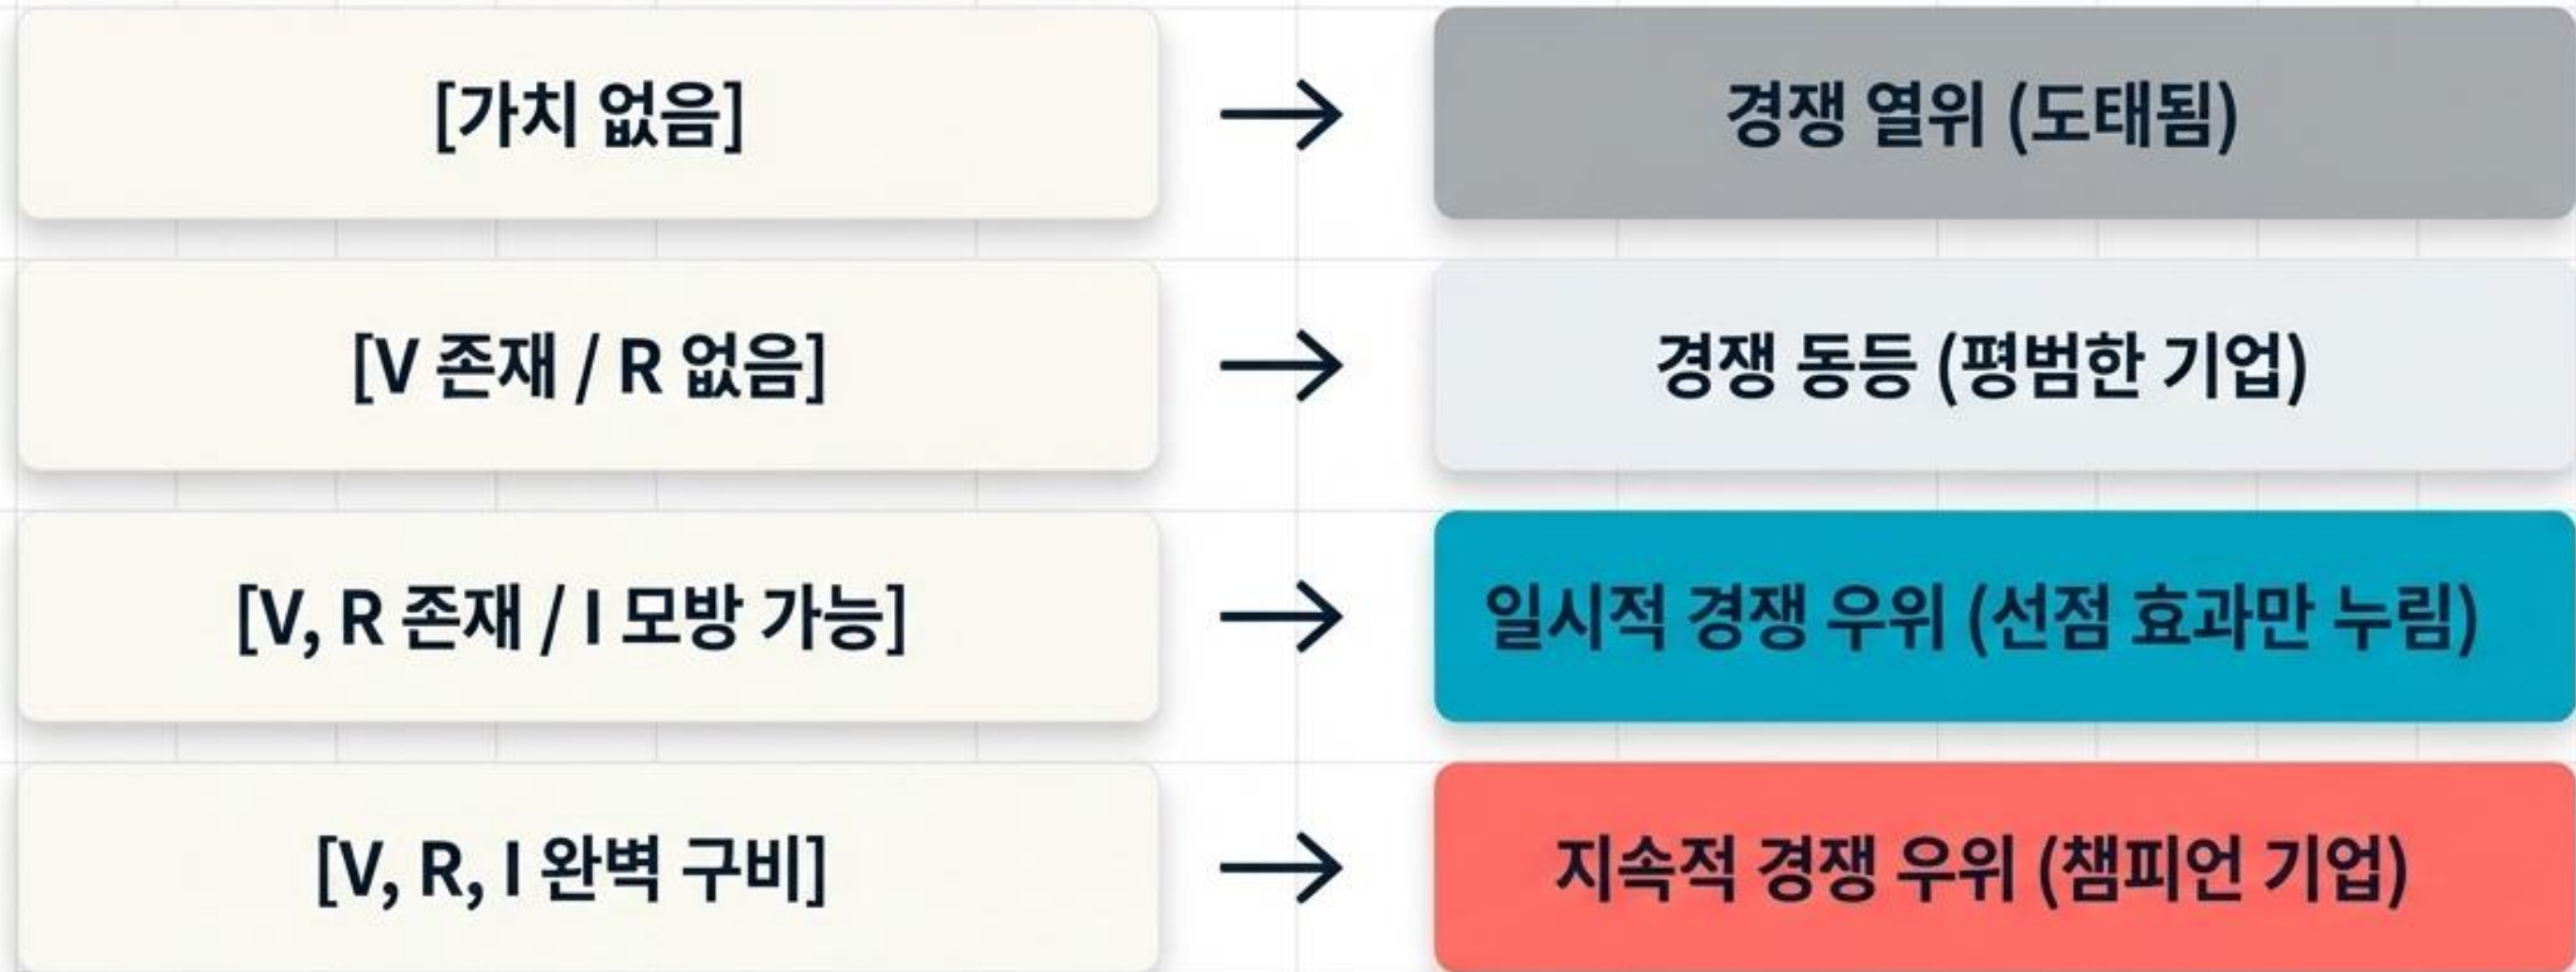 [가치 없음] → 경쟁 열위 (도태됨)
[V 존재 / R 없음] → 경쟁 동등 (평범한 기업)
[V, R 존재 / I 모방 가능] → 일시적 경쟁 우위 (선점 효과만 누림)
[V, R, I 완벽 구비] → 지속적 경쟁 우위 (챔피언 기업)